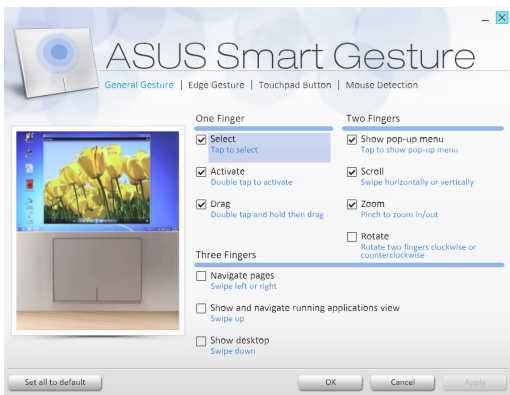 ASUS Smart Gesture
General Gesture | Edge Gesture | Touchpad Button | Mouse Detection
One Finger
Select
Tap to select
Activate
Double tap to activate
Drag
Double tap and hold then drag
Two Fingers
Show pop-up menu
Tap to show pop-up menu
Scroll
Swipe horizontally or vertically
Zoom
Pinch to zoom in/out
Rotate
Rotate two fingers clockwise or
counterclockwise
Three Fingers
Navigate pages
Swipe left or right
Show and navigate running applications view
Swipe up
Show desktop
Swipe down
Set all to default
OK
Cancel
Apply